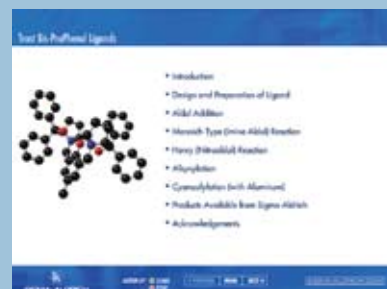 Trost Bis-ProPhenol Ligands
• Introduction
• Design and Preparation of Ligand
• Aldol Addition
• Mannich Type (Imine Aldol) Reaction
• Henry (Nitroaldol) Reaction
• Alkynylation
• Cyanosilylation (with Aluminum)
• Products Available from Sigma-Aldrich
• Acknowledgements